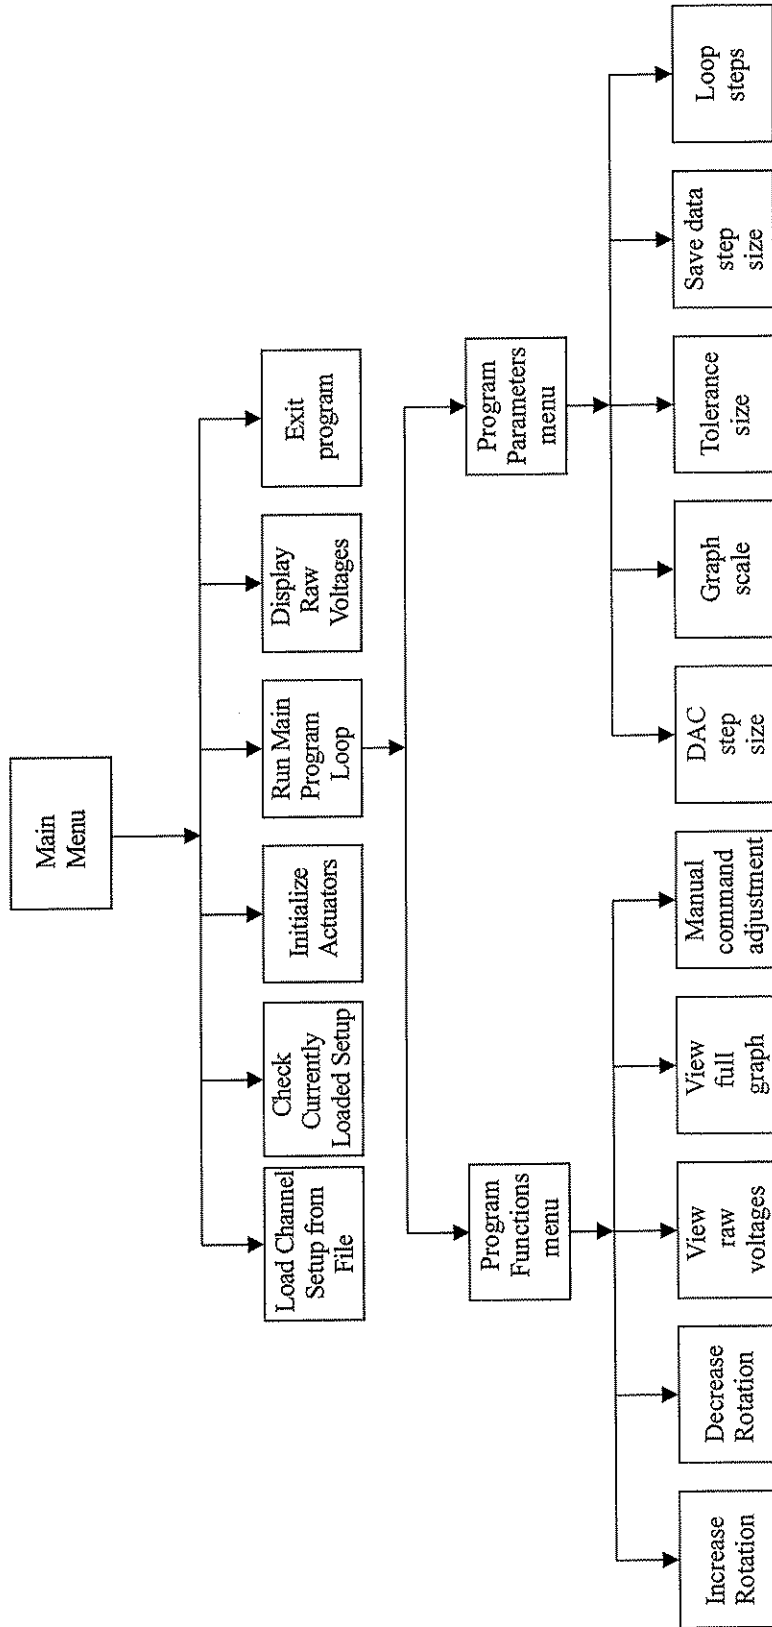 Main
Menu
Load Channel
Setup from
File
Check
Currently
Loaded Setup
Initialize
Actuators
Run Main
Program
Loop
Display
Raw
Voltages
Exit
program
Program
Functions
menu
Program
Parameters
menu
Increase
Rotation
Decrease
Rotation
View
raw
voltages
View
full
graph
Manual
command
adjustment
DAC
step
size
Graph
scale
Tolerance
size
Save data
step
size
Loop
steps